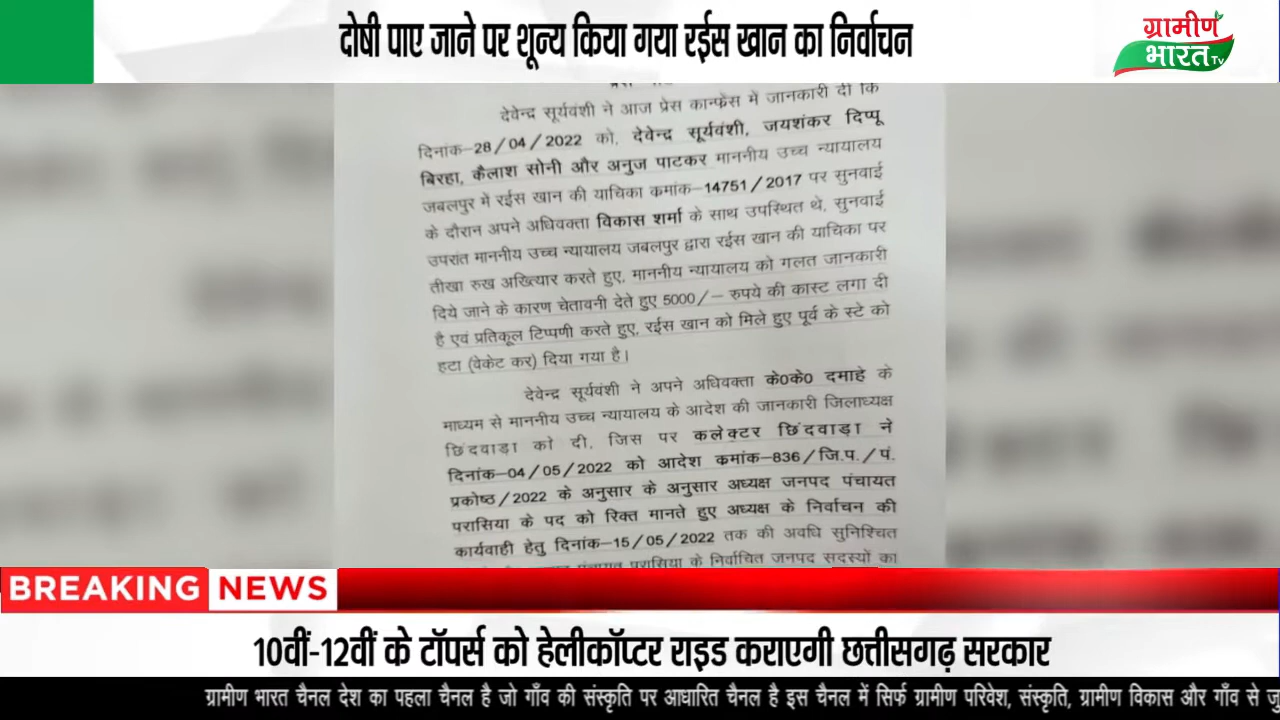 दोषी पाए जाने पर शून्य किया गया रईस खान का निर्वाचन
ग्रामीण
भारत Tv
देवेन्द्र सूर्यवंशी ने आज प्रेस कान्फ्रेंस में जानकारी दी कि
दिनांक–28/04/2022 को, देवेन्द्र सूर्यवंशी, जयशंकर दिप्पू
बिरहा, कैलाश सोनी और अनुज पाटकर माननीय उच्च न्यायालय
जबलपुर में रईस खान की याचिका कमांक–14751/2017 पर सुनवाई
के दौरान अपने अधिवक्ता विकास शर्मा के साथ उपस्थित थे, सुनवाई
उपरांत माननीय उच्च न्यायालय जबलपुर द्वारा रईस खान की याचिका पर
तीखा रुख अख्तियार करते हुए, माननीय न्यायालय को गलत जानकारी
दिये जाने के कारण चेतावनी देते हुए 5000/– रुपये की कास्ट लगा दी
है एवं प्रतिकूल टिप्पणी करते हुए, रईस खान को मिले हुए पूर्व के स्टे को
हटा (वेकेट कर) दिया गया है।
देवेन्द्र सूर्यवंशी ने अपने अधिवक्ता के0के0 दमाहे के
माध्यम से माननीय उच्च न्यायालय के आदेश की जानकारी जिलाध्यक्ष
छिंदवाड़ा को दी, जिस पर कलेक्टर छिंदवाड़ा ने
दिनांक–04/05/2022 को आदेश कमांक–836/जि.प./पं.
प्रकोष्ठ/2022 के अनुसार के अनुसार अध्यक्ष जनपद पंचायत
परासिया के पद को रिक्त मानते हुए अध्यक्ष के निर्वाचन की
कार्यवाही हेतु दिनांक–15/05/2022 तक की अवधि सुनिश्चित
पंचायत परासिया के निर्वाचित जनपद सदस्यों का
BREAKING NEWS
10वीं-12वीं के टॉपर्स को हेलीकॉप्टर राइड कराएगी छत्तीसगढ़ सरकार
ग्रामीण भारत चैनल देश का पहला चैनल है जो गाँव की संस्कृति पर आधारित चैनल है इस चैनल में सिर्फ ग्रामीण परिवेश, संस्कृति, ग्रामीण विकास और गाँव से जु